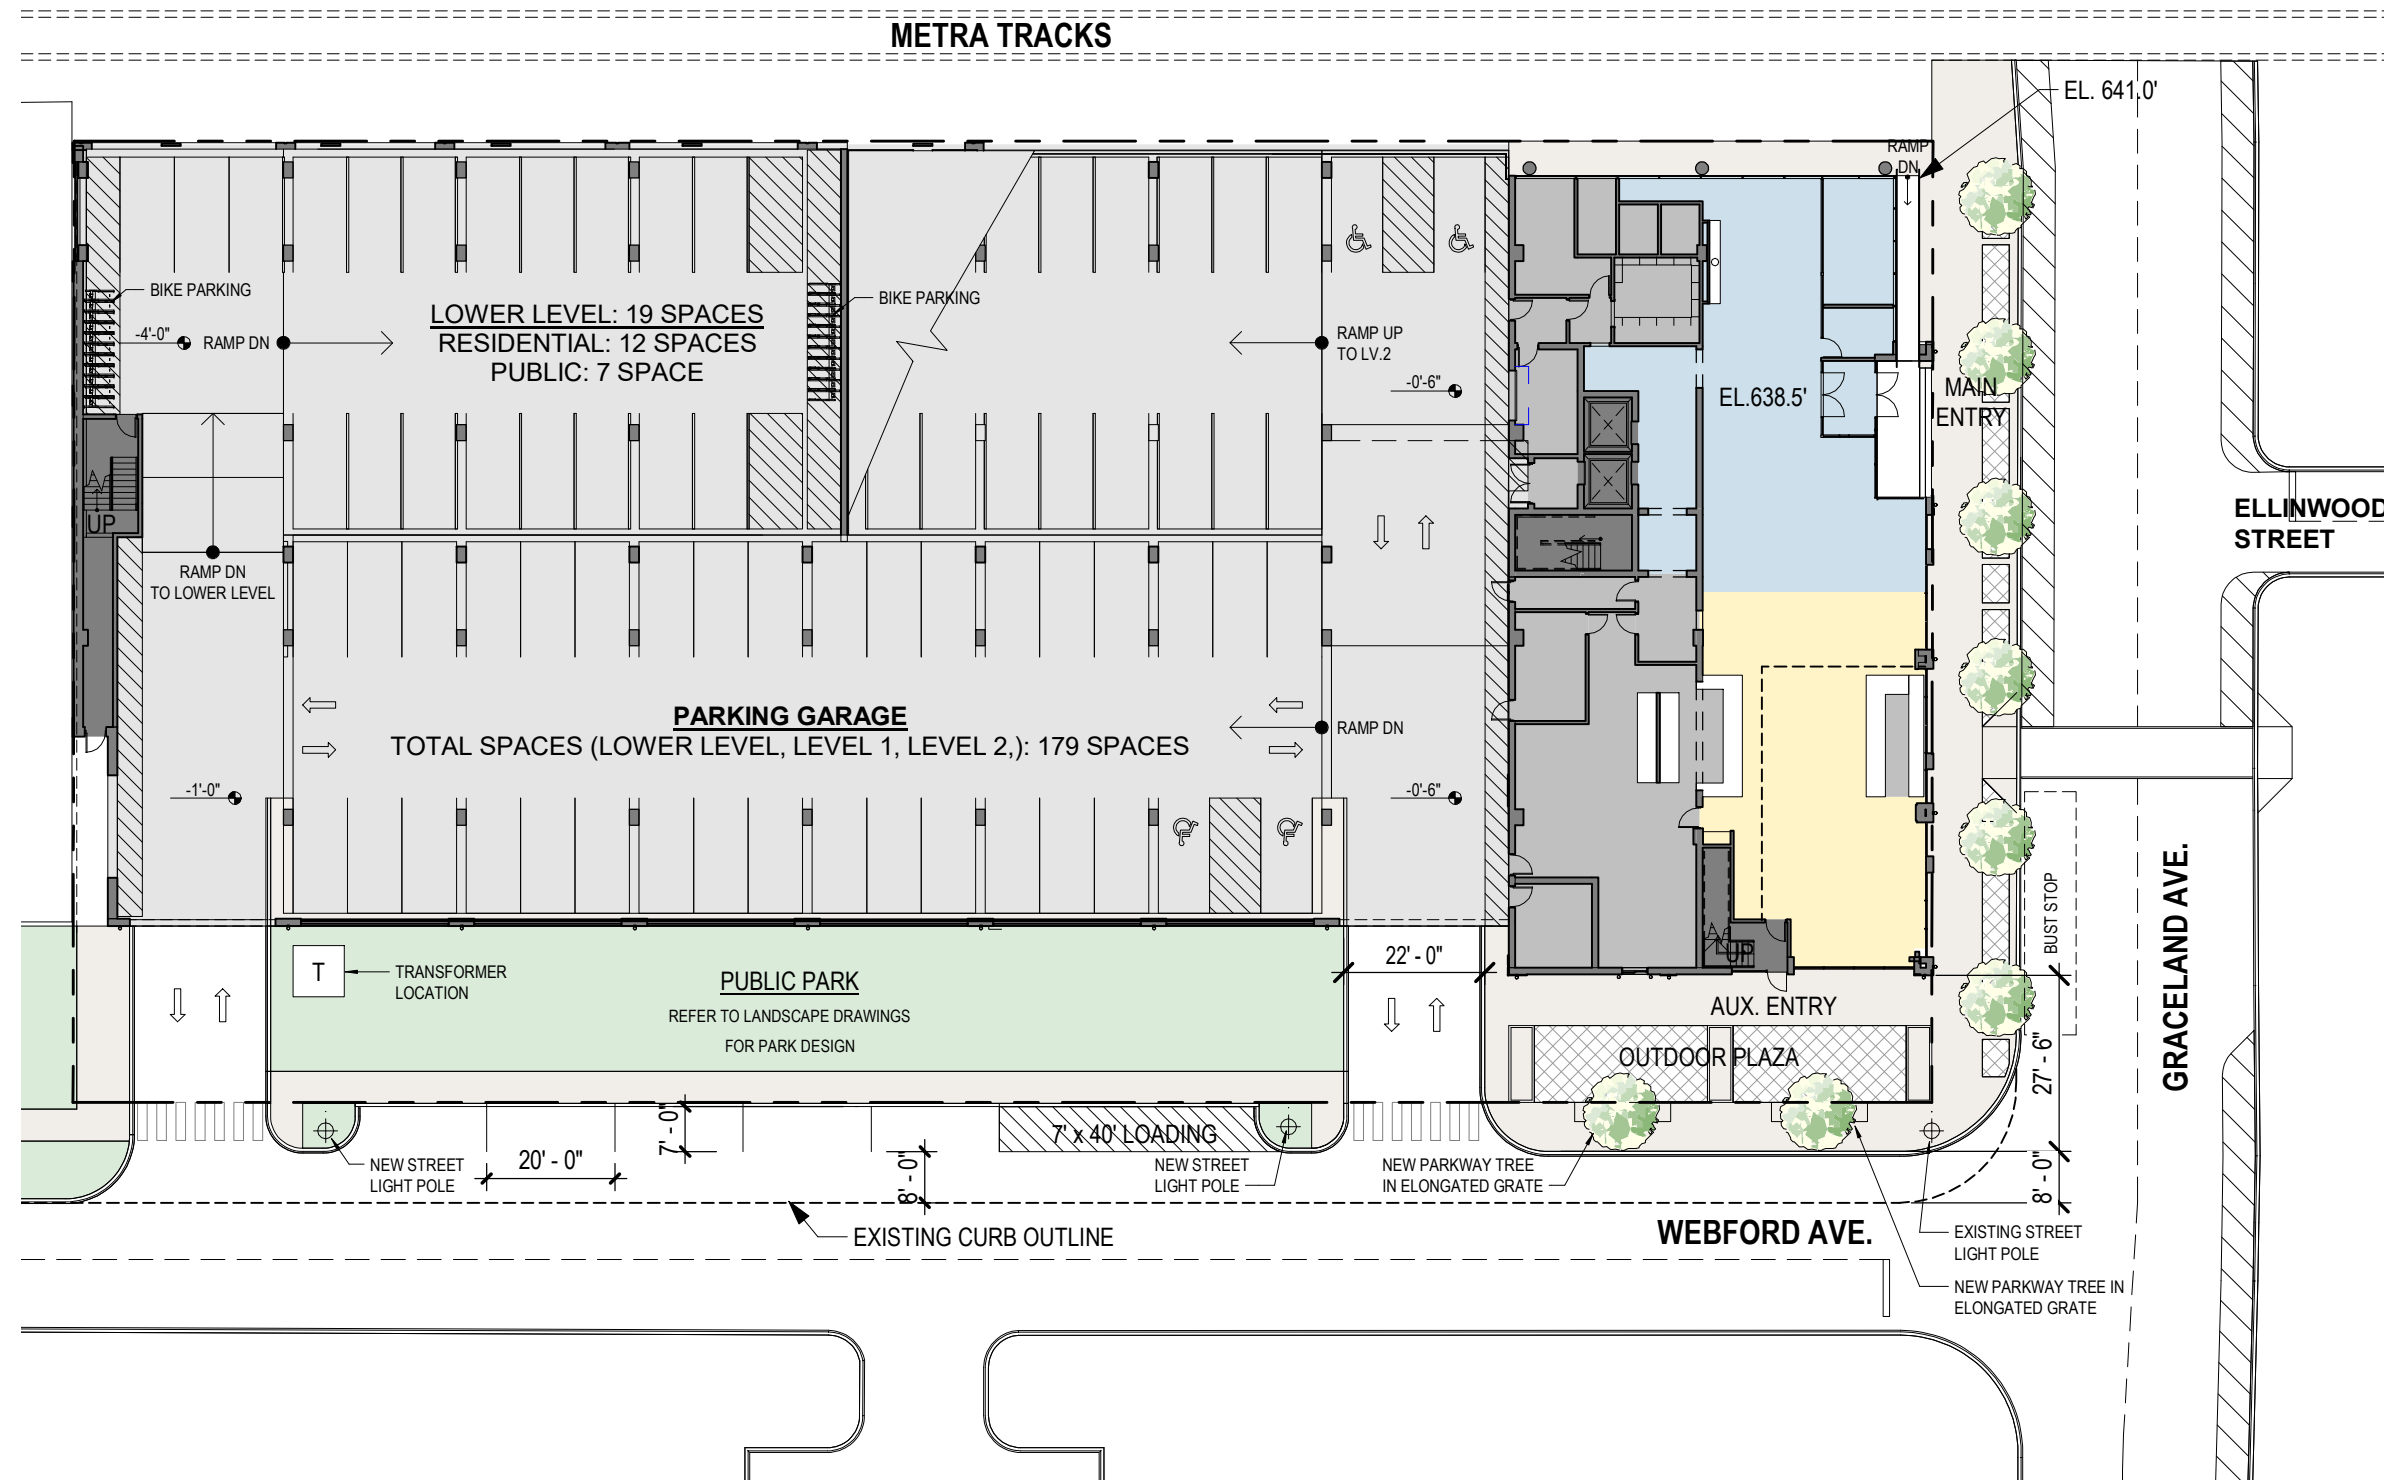 METRA TRACKS
EL. 641.0'
RAMP
DN
BIKE PARKING
BIKE PARKING
LOWER LEVEL: 19 SPACES
RESIDENTIAL: 12 SPACES
PUBLIC: 7 SPACE
-4'-0"
RAMP DN
RAMP UP
TO LV.2
-0'-6"
EL.638.5'
MAIN
ENTRY
UP
ELLINWOOD
STREET
RAMP DN
TO LOWER LEVEL
PARKING GARAGE
TOTAL SPACES (LOWER LEVEL, LEVEL 1, LEVEL 2,): 179 SPACES
RAMP DN
-1'-0"
-0'-6"
GRACELAND AVE.
BUST STOP
UP
T
TRANSFORMER
LOCATION
PUBLIC PARK
REFER TO LANDSCAPE DRAWINGS
FOR PARK DESIGN
22' - 0"
AUX. ENTRY
OUTDOOR PLAZA
27' - 6"
7' - 0"
7' x 40' LOADING
20' - 0"
8' - 0"
8' - 0"
NEW STREET
LIGHT POLE
NEW STREET
LIGHT POLE
NEW PARKWAY TREE
IN ELONGATED GRATE
EXISTING CURB OUTLINE
WEBFORD AVE.
EXISTING STREET
LIGHT POLE
NEW PARKWAY TREE IN
ELONGATED GRATE